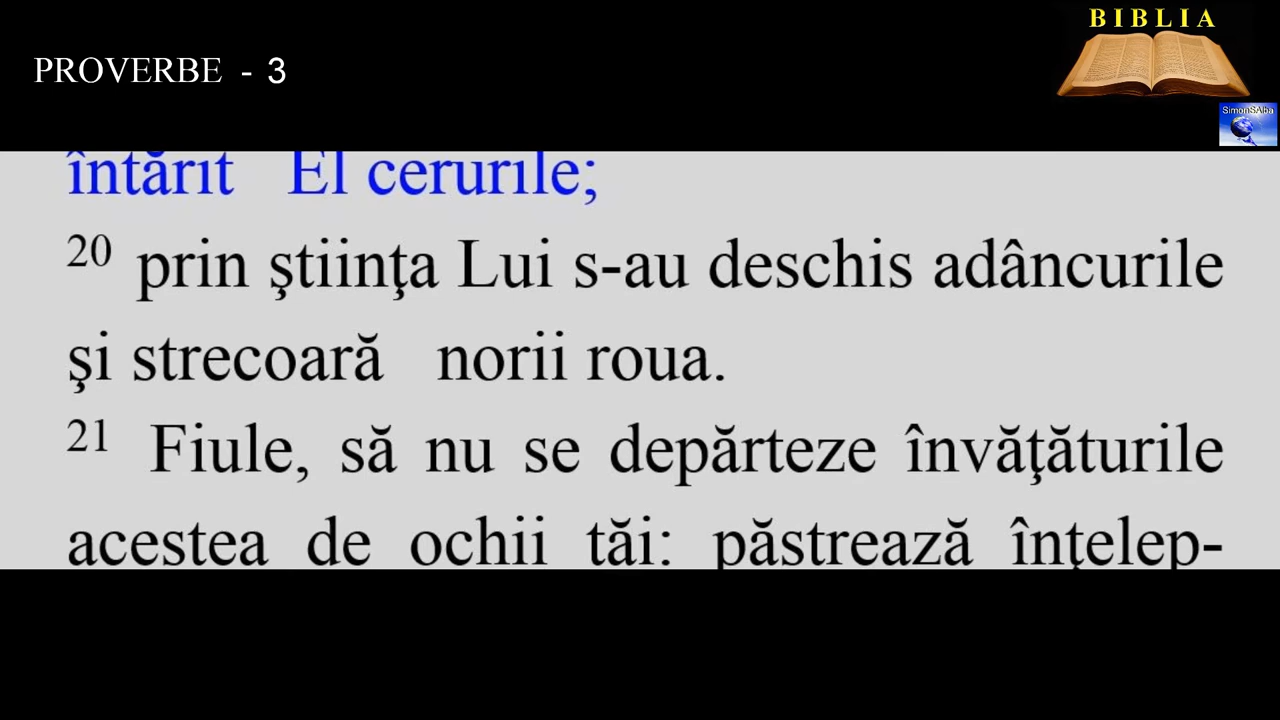 BIBLIA
PROVERBE - 3
SimonSAlba
întărit El cerurile;
20 prin ştiinţa Lui s-au deschis adâncurile
şi strecoară norii roua.
21 Fiule, să nu se depărteze învăţăturile
acestea de ochii tăi: păstrează înţelep-